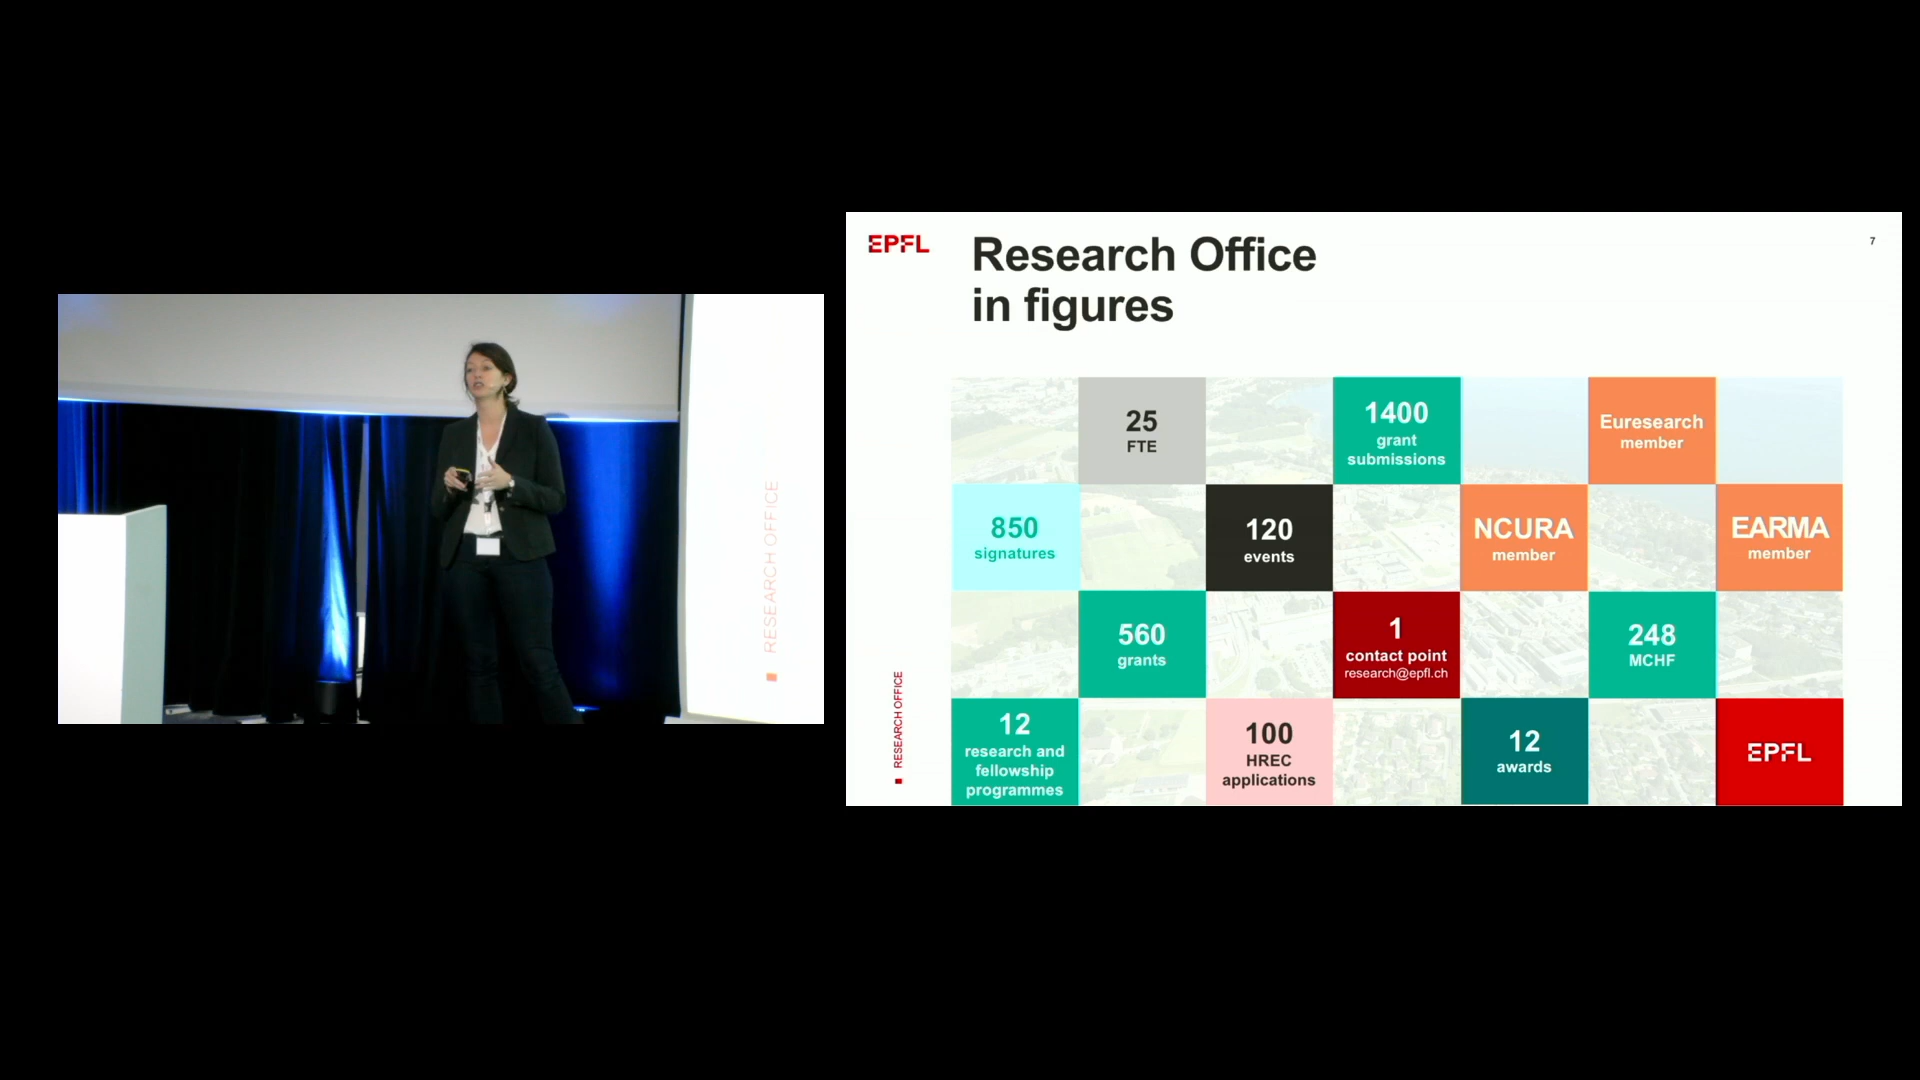 RESEARCH OFFICE
EPFL
Research Office
in figures
7
25
FTE
1400
grant
submissions
Euresearch
member
850
signatures
120
events
NCURA
member
EARMA
member
560
grants
1
contact point
research@epfl.ch
248
MCHF
12
research and
fellowship
programmes
100
HREC
applications
12
awards
EPFL
RESEARCH OFFICE